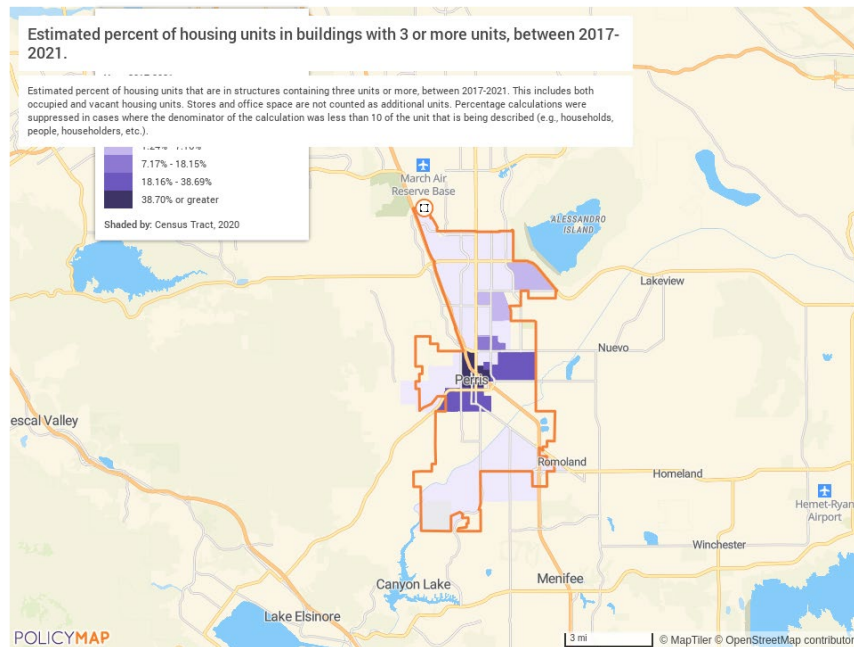 Estimated percent of housing units in buildings with 3 or more units, between 2017-
2021.
Estimated percent of housing units that are in structures containing three units or more, between 2017-2021. This includes both
occupied and vacant housing units. Stores and office space are not counted as additional units. Percentage calculations were
suppressed in cases where the denominator of the calculation was less than 10 of the unit that is being described (e.g., households,
people, householders, etc.).
7.17% - 18.15%
18.16% - 38.69%
38.70% or greater
Shaded by: Census Tract, 2020
March Air
Reserve Base
ALESSANDRO
ISLAND
Lakeview
Nuevo
Perris
escal Valley
Romoland
Homeland
Hemet-Ryan
Airport
Winchester
Canyon Lake
Menifee
Lake Elsinore
POLICYMAP
3 mi
© MapTiler © OpenStreetMap contributor